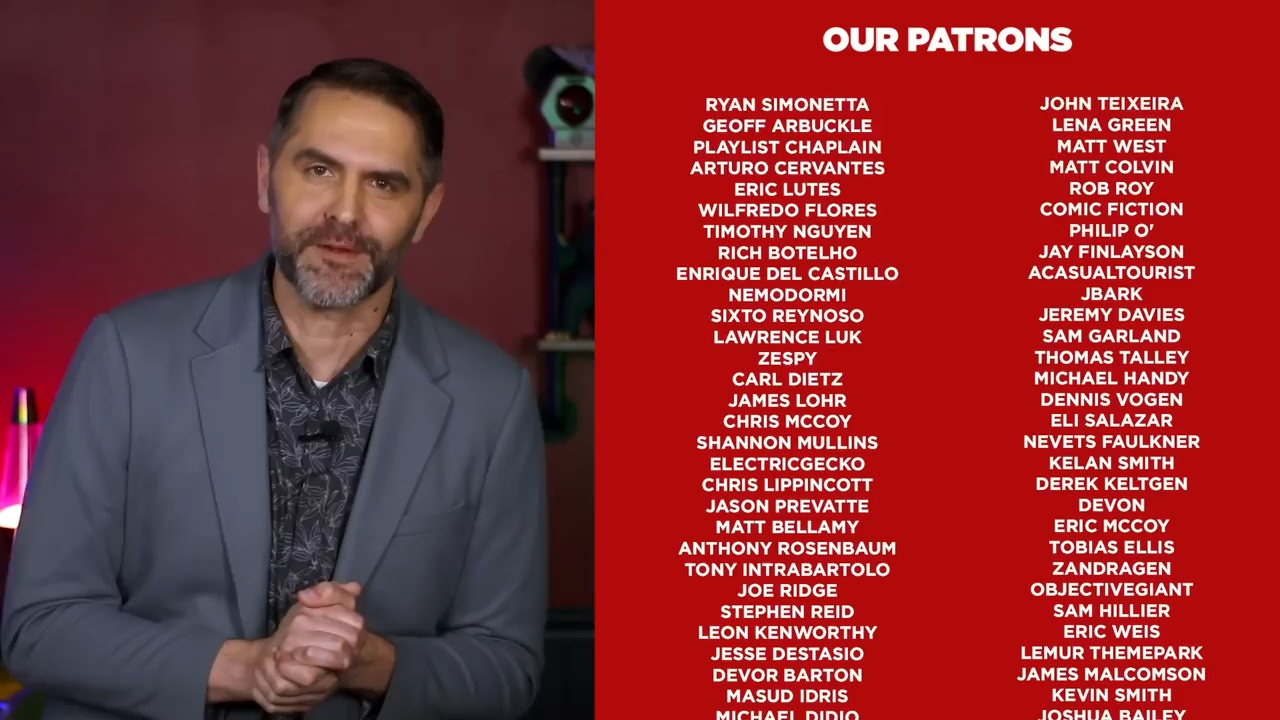 OUR PATRONS
RYAN SIMONETTA
GEOFF ARBUCKLE
PLAYLIST CHAPLAIN
ARTURO CERVANTES
ERIC LUTES
WILFREDO FLORES
TIMOTHY NGUYEN
RICH BOTELHO
ENRIQUE DEL CASTILLO
NEMODORMI
SIXTO REYNOSO
LAWRENCE LUK
ZESPY
CARL DIETZ
JAMES LOHR
CHRIS MCCOY
SHANNON MULLINS
ELECTRICGECKO
CHRIS LIPPINCOTT
JASON PREVATTE
MATT BELLAMY
ANTHONY ROSENBAUM
TONY INTRABARTOLO
JOE RIDGE
STEPHEN REID
LEON KENWORTHY
JESSE DESTASIO
DEVOR BARTON
MASUD IDRIS
MICHAEL DIDIO
JOHN TEIXEIRA
LENA GREEN
MATT WEST
MATT COLVIN
ROB ROY
COMIC FICTION
PHILIP O'
JAY FINLAYSON
ACASUALTOURIST
JBARK
JEREMY DAVIES
SAM GARLAND
THOMAS TALLEY
MICHAEL HANDY
DENNIS VOGEN
ELI SALAZAR
NEVETS FAULKNER
KELAN SMITH
DEREK KELTGEN
DEVON
ERIC MCCOY
TOBIAS ELLIS
ZANDRAGEN
OBJECTIVEGIANT
SAM HILLIER
ERIC WEIS
LEMUR THEMEPARK
JAMES MALCOMSON
KEVIN SMITH
JOSHUA BAILEY